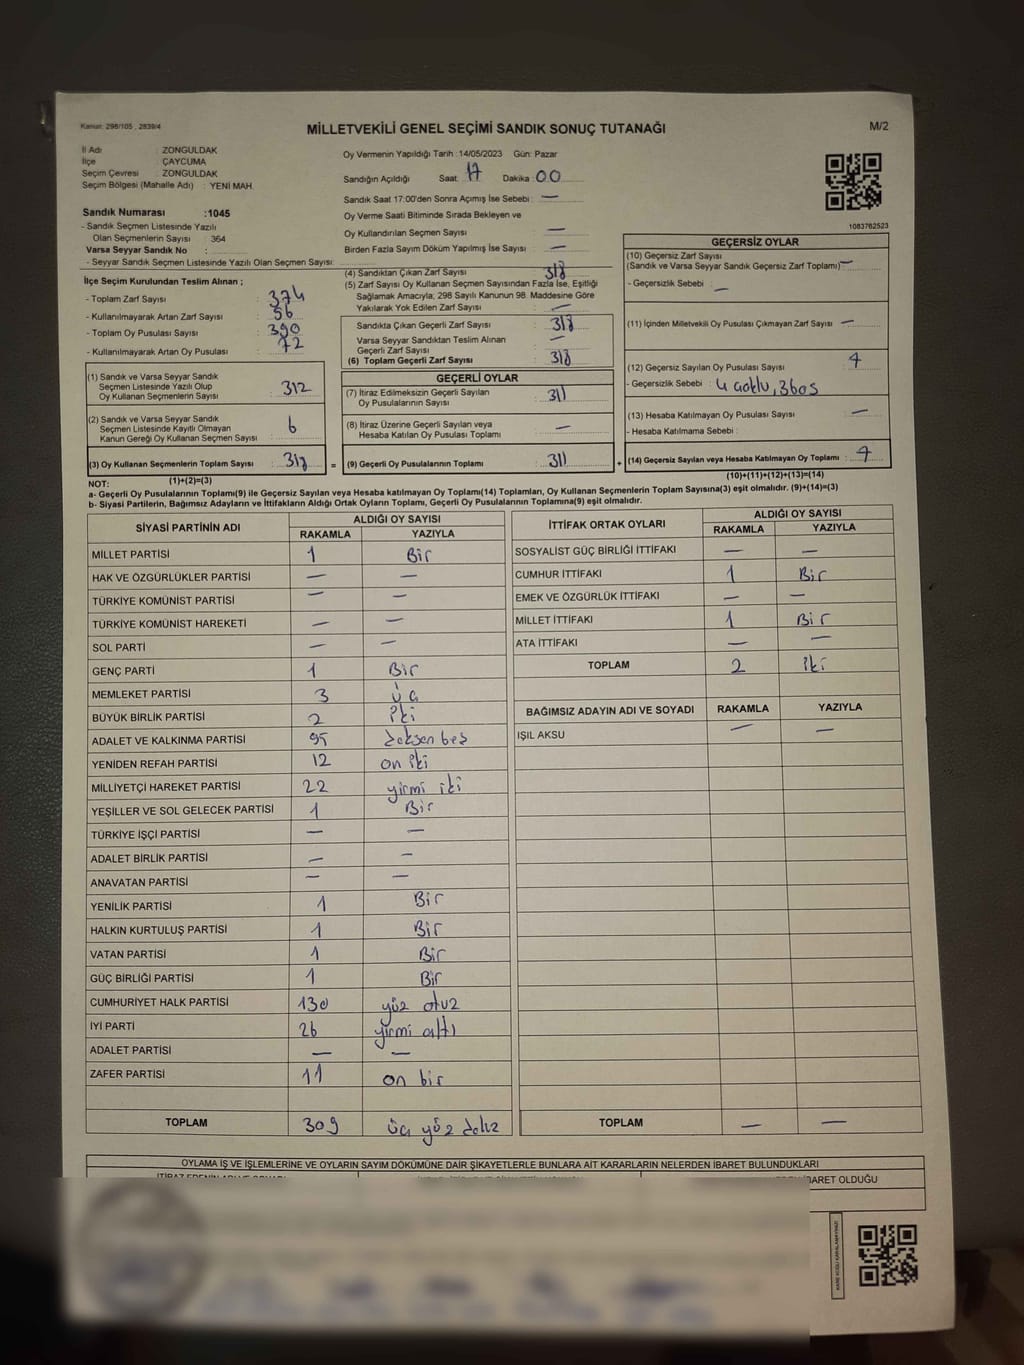 Kanun: 298/105 , 2839/4
MİLLETVEKİLİ GENEL SEÇİMİ SANDIK SONUÇ TUTANAĞI
M/2
İl Adı : ZONGULDAK
İlçe : ÇAYCUMA
Seçim Çevresi : ZONGULDAK
Seçim Bölgesi (Mahalle Adı) : YENİ MAH.
Sandık Numarası :1045
- Sandık Seçmen Listesinde Yazılı
Olan Seçmenlerin Sayısı : 364
Varsa Seyyar Sandık No :
- Seyyar Sandık Seçmen Listesinde Yazılı Olan Seçmen Sayısı:
Oy Vermenin Yapıldığı Tarih :14/05/2023 Gün: Pazar
Sandığın Açıldığı Saat: 17 Dakika :00
Sandık Saat 17:00'den Sonra Açımış İse Sebebi : —
Oy Verme Saati Bitiminde Sırada Bekleyen ve
Oy Kullandırılan Seçmen Sayısı : —
Birden Fazla Sayım Döküm Yapılmış İse Sayısı : —
1083762523
İlçe Seçim Kurulundan Teslim Alınan ;
- Toplam Zarf Sayısı : 374
- Kullanılmayarak Artan Zarf Sayısı : 56
- Toplam Oy Pusulası Sayısı : 390
- Kullanılmayarak Artan Oy Pusulası : 72
(4) Sandıktan Çıkan Zarf Sayısı : 318
(5) Zarf Sayısı Oy Kullanan Seçmen Sayısından Fazla İse, Eşitliği
Sağlamak Amacıyla, 298 Sayılı Kanunun 98. Maddesine Göre
Yakılarak Yok Edilen Zarf Sayısı : —
Sandıkta Çıkan Geçerli Zarf Sayısı : 318
Varsa Seyyar Sandıktan Teslim Alınan
Geçerli Zarf Sayısı : —
(6) Toplam Geçerli Zarf Sayısı : 318
GEÇERSİZ OYLAR
(10) Geçersiz Zarf Sayısı
(Sandık ve Varsa Seyyar Sandık Geçersiz Zarf Toplamı) —
- Geçersizlik Sebebi : —
(11) İçinden Milletvekili Oy Pusulası Çıkmayan Zarf Sayısı : —
(12) Geçersiz Sayılan Oy Pusulası Sayısı : 7
- Geçersizlik Sebebi : 4 çoklu, 3 boş
(13) Hesaba Katılmayan Oy Pusulası Sayısı : —
- Hesaba Katılmama Sebebi :
(14) Geçersiz Sayılan veya Hesaba Katılmayan Oy Toplamı : 7
(10)+(11)+(12)+(13)=(14)
(1) Sandık ve Varsa Seyyar Sandık
Seçmen Listesinde Yazılı Olup
Oy Kullanan Seçmenlerin Sayısı : 312
(2) Sandık ve Varsa Seyyar Sandık
Seçmen Listesinde Kayıtlı Olmayan
Kanun Gereği Oy Kullanan Seçmen Sayısı : 6
(3) Oy Kullanan Seçmenlerin Toplam Sayısı : 318 =
(1)+(2)=(3)
GEÇERLİ OYLAR
(7) İtiraz Edilmeksizin Geçerli Sayılan
Oy Pusulalarının Sayısı : 311
(8) İtiraz Üzerine Geçerli Sayılan veya
Hesaba Katılan Oy Pusulası Toplamı : —
(9) Geçerli Oy Pusulalarının Toplamı : 311 +
NOT:
a- Geçerli Oy Pusulalarının Toplamı(9) ile Geçersiz Sayılan veya Hesaba katılmayan Oy Toplamı(14) Toplamları, Oy Kullanan Seçmenlerin Toplam Sayısına(3) eşit olmalıdır. (9)+(14)=(3)
b- Siyasi Partilerin, Bağımsız Adayların ve İttifakların Aldığı Ortak Oyların Toplamı, Geçerli Oy Pusulalarının Toplamına(9) eşit olmalıdır.
SİYASİ PARTİNİN ADI ALDIĞI OY SAYISI
RAKAMLA YAZIYLA
MİLLET PARTİSİ 1 Bir
HAK VE ÖZGÜRLÜKLER PARTİSİ — —
TÜRKİYE KOMÜNİST PARTİSİ — —
TÜRKİYE KOMÜNİST HAREKETİ — —
SOL PARTİ — —
GENÇ PARTİ 1 Bir
MEMLEKET PARTİSİ 3 üç
BÜYÜK BİRLİK PARTİSİ 2 iki
ADALET VE KALKINMA PARTİSİ 95 doksan beş
YENİDEN REFAH PARTİSİ 12 on iki
MİLLİYETÇİ HAREKET PARTİSİ 22 yirmi iki
YEŞİLLER VE SOL GELECEK PARTİSİ 1 Bir
TÜRKİYE İŞÇİ PARTİSİ — —
ADALET BİRLİK PARTİSİ — —
ANAVATAN PARTİSİ — —
YENİLİK PARTİSİ 1 Bir
HALKIN KURTULUŞ PARTİSİ 1 Bir
VATAN PARTİSİ 1 Bir
GÜÇ BİRLİĞİ PARTİSİ 1 Bir
CUMHURİYET HALK PARTİSİ 130 yüz otuz
İYİ PARTİ 26 yirmi altı
ADALET PARTİSİ — —
ZAFER PARTİSİ 11 on bir
TOPLAM 309 üç yüz dokuz
İTTİFAK ORTAK OYLARI ALDIĞI OY SAYISI
RAKAMLA YAZIYLA
SOSYALİST GÜÇ BİRLİĞİ İTTİFAKI — —
CUMHUR İTTİFAKI 1 Bir
EMEK VE ÖZGÜRLÜK İTTİFAKI — —
MİLLET İTTİFAKI 1 Bir
ATA İTTİFAKI — —
TOPLAM 2 iki
BAĞIMSIZ ADAYIN ADI VE SOYADI RAKAMLA YAZIYLA
IŞIL AKSU — —
TOPLAM — —
OYLAMA İŞ VE İŞLEMLERİNE VE OYLARIN SAYIM DÖKÜMÜNE DAİR ŞİKAYETLERLE BUNLARA AİT KARARLARIN NELERDEN İBARET BULUNDUKLARI
İBARET OLDUĞU